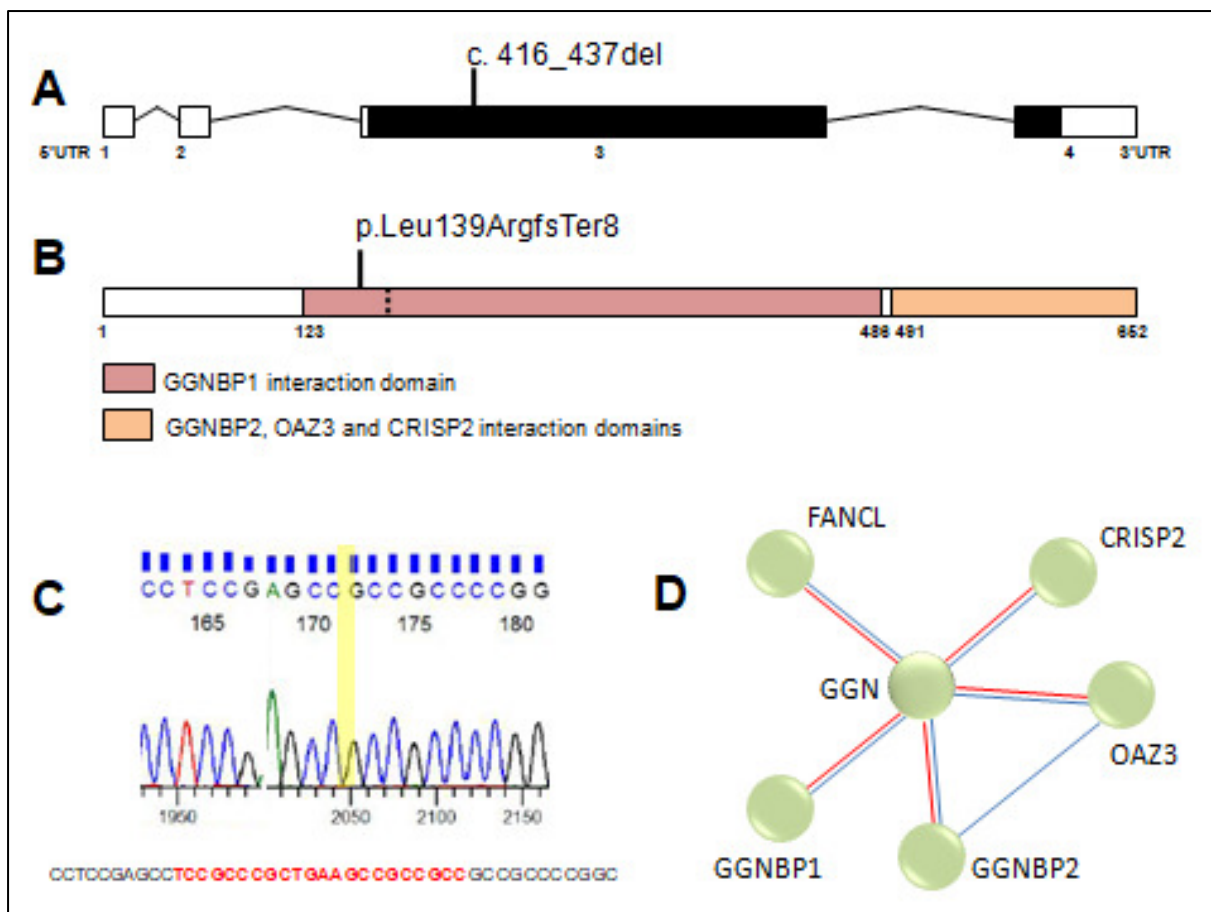 c. 416_437del
A
5"UTR 1 2 3 4 3"UTR
p.Leu139ArgfsTer8
B
1 123 486 491 652
GGNBP1 interaction domain
GGNBP2, OAZ3 and CRISP2 interaction domains
C
CCTCCGAGCCGCCGCCCCGG
165 170 175 180
1950 2050 2100 2150
CCTCCGAGCCTCCGCCCGCTGAAGCCGCCGCCGCCGCCCCGGC
D
FANCL
CRISP2
GGN
OAZ3
GGNBP1
GGNBP2